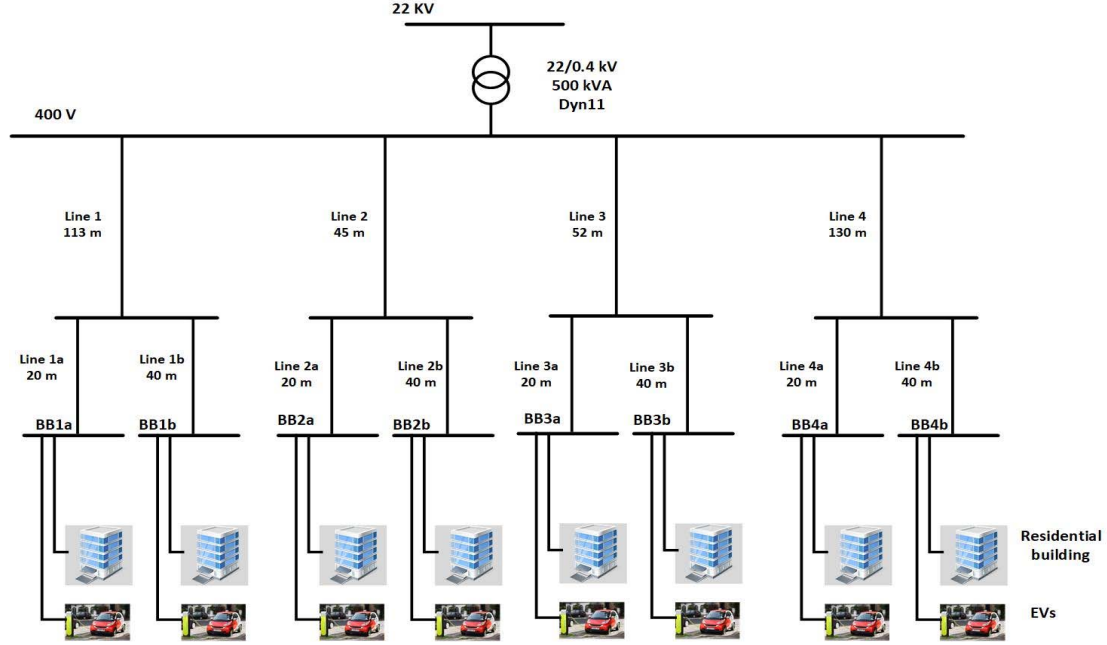 22 KV
22/0.4 kV
500 kVA
Dyn11
400 V
Line 1
113 m
Line 2
45 m
Line 3
52 m
Line 4
130 m
Line 1a
20 m
Line 1b
40 m
Line 2a
20 m
Line 2b
40 m
Line 3a
20 m
Line 3b
40 m
Line 4a
20 m
Line 4b
40 m
BB1a
BB1b
BB2a
BB2b
BB3a
BB3b
BB4a
BB4b
Residential
building
EVs